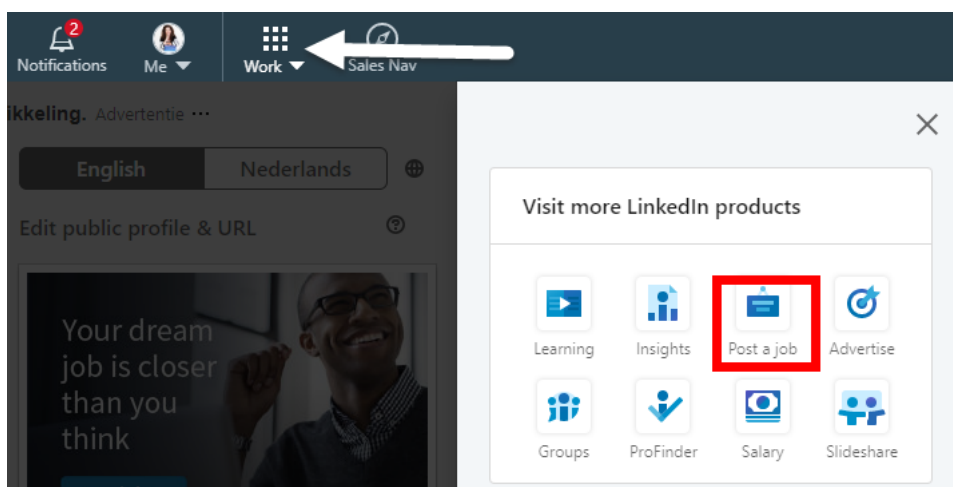 2
Notifications
Me
Work
Sales Nav
ikkeling. Advertentie ···
English
Nederlands
Edit public profile & URL
?
Your dream
job is closer
than you
think
Visit more LinkedIn products
Learning
Insights
Post a job
Advertise
Groups
ProFinder
Salary
Slideshare